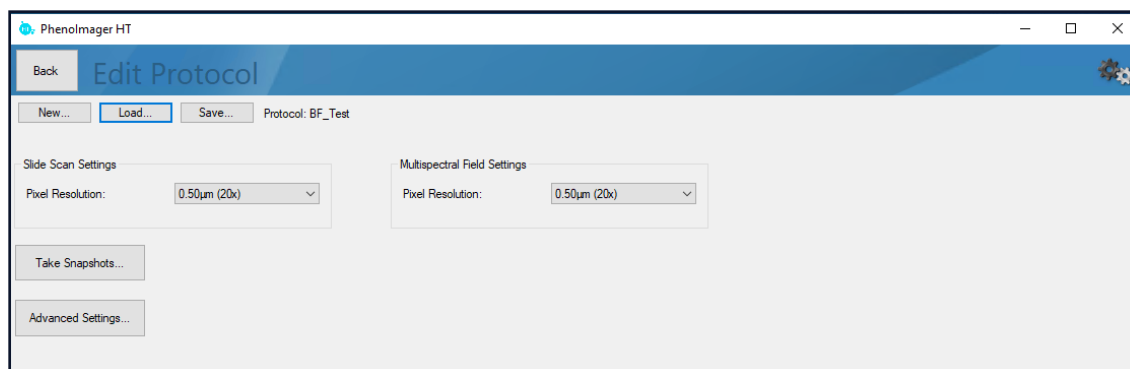 PhenoImager HT
Back
Edit Protocol
New... Load... Save... Protocol: BF_Test
Slide Scan Settings
Pixel Resolution: 0.50µm (20x)
Multispectral Field Settings
Pixel Resolution: 0.50µm (20x)
Take Snapshots...
Advanced Settings...